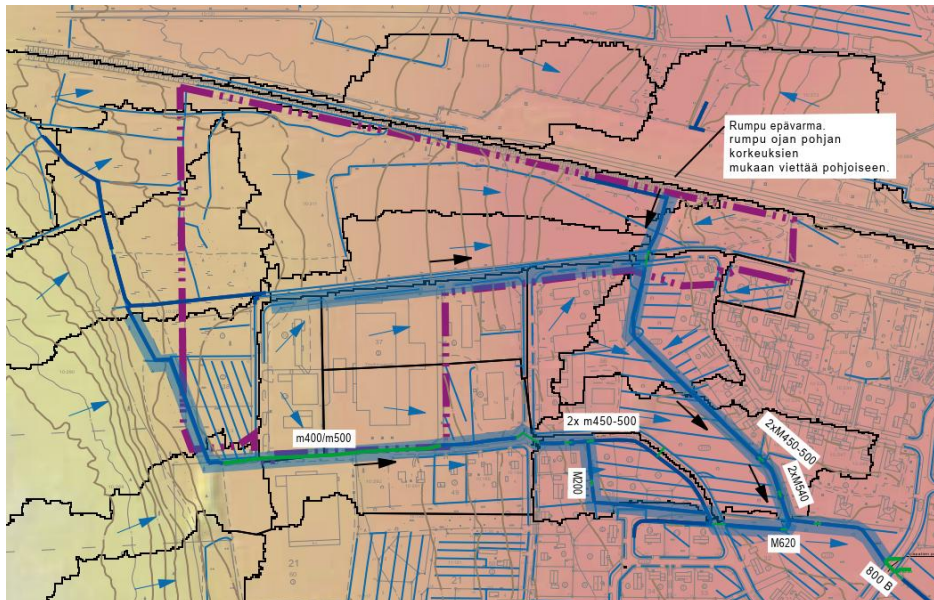 Rumpu epävarma.
rumpu ojan pohjan
korkeuksien
mukaan viettää pohjoiseen.
2x m450-500
m400/m500
2xM450-500
2xM540
M200
M620
800 B
21
21